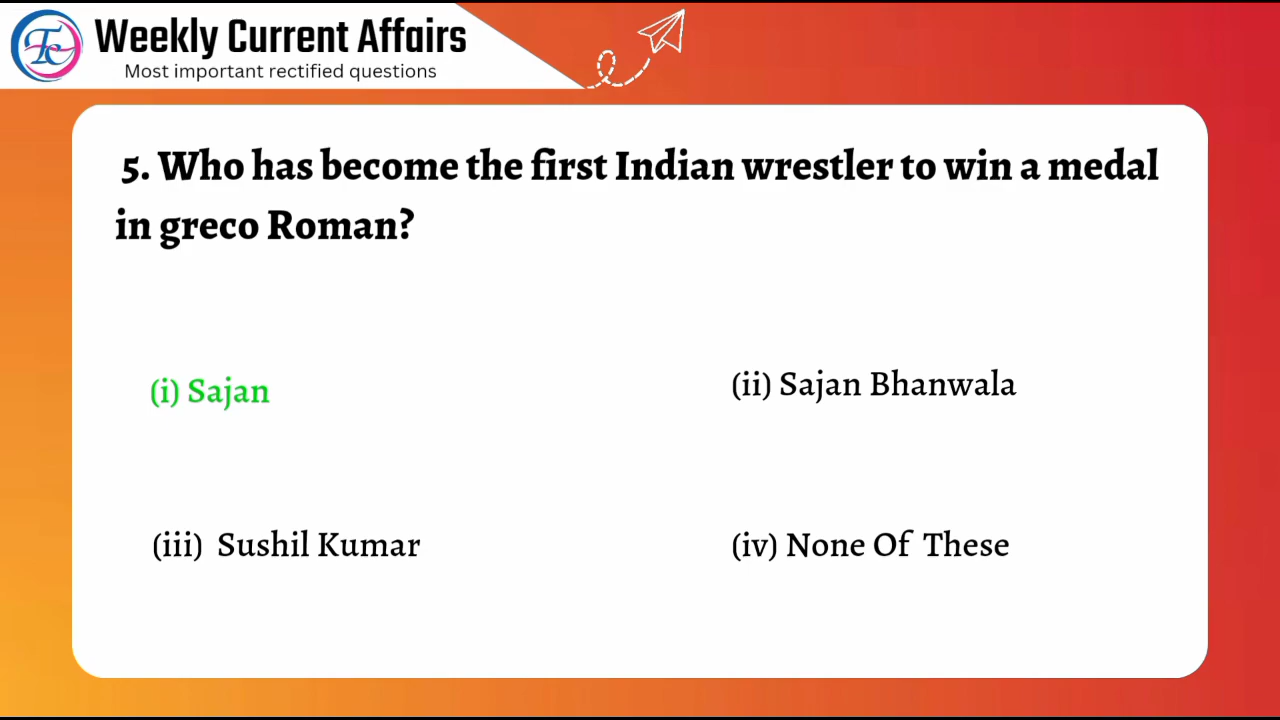 Weekly Current Affairs
Most important rectified questions
5. Who has become the first Indian wrestler to win a medal
in greco Roman?
(i) Sajan
(ii) Sajan Bhanwala
(iii) Sushil Kumar
(iv) None Of These